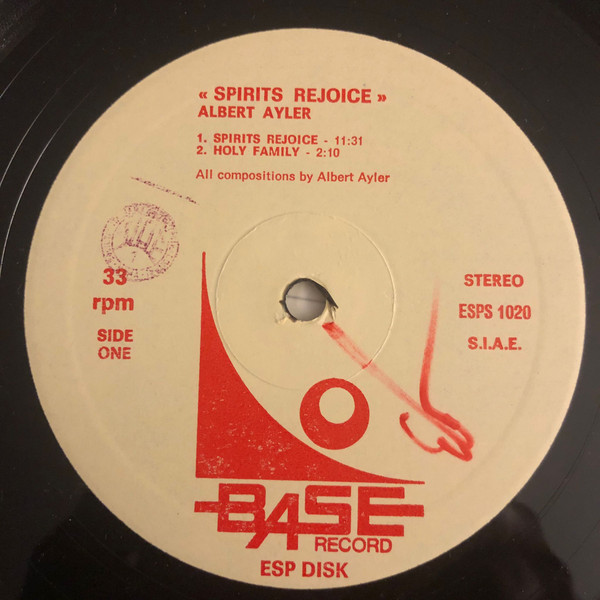 « SPIRITS REJOICE »
ALBERT AYLER
1. SPIRITS REJOICE - 11:31
2. HOLY FAMILY - 2:10
All compositions by Albert Ayler
33
rpm
SIDE
ONE
STEREO
ESPS 1020
S.I.A.E.
BASE
RECORD
ESP DISK